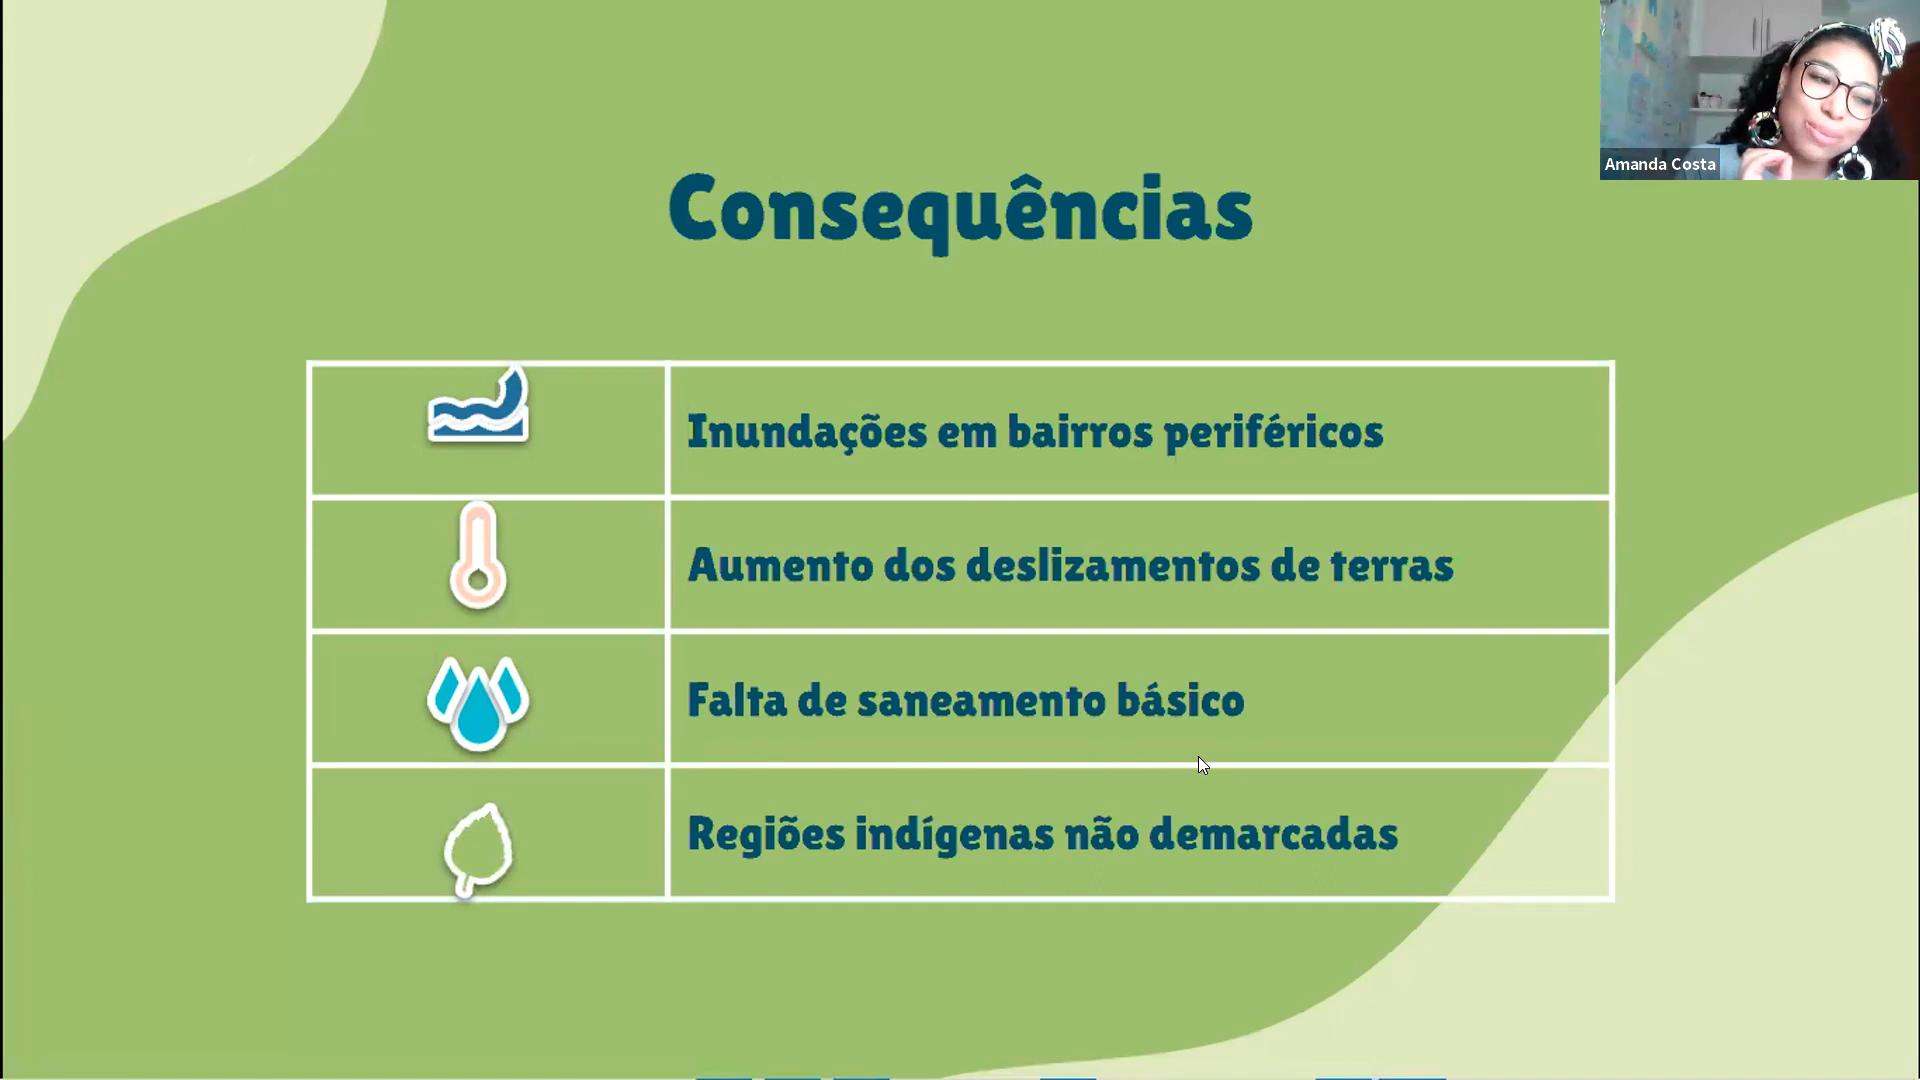 Amanda Costa
Consequências
Inundações em bairros periféricos
Aumento dos deslizamentos de terras
Falta de saneamento básico
Regiões indígenas não demarcadas